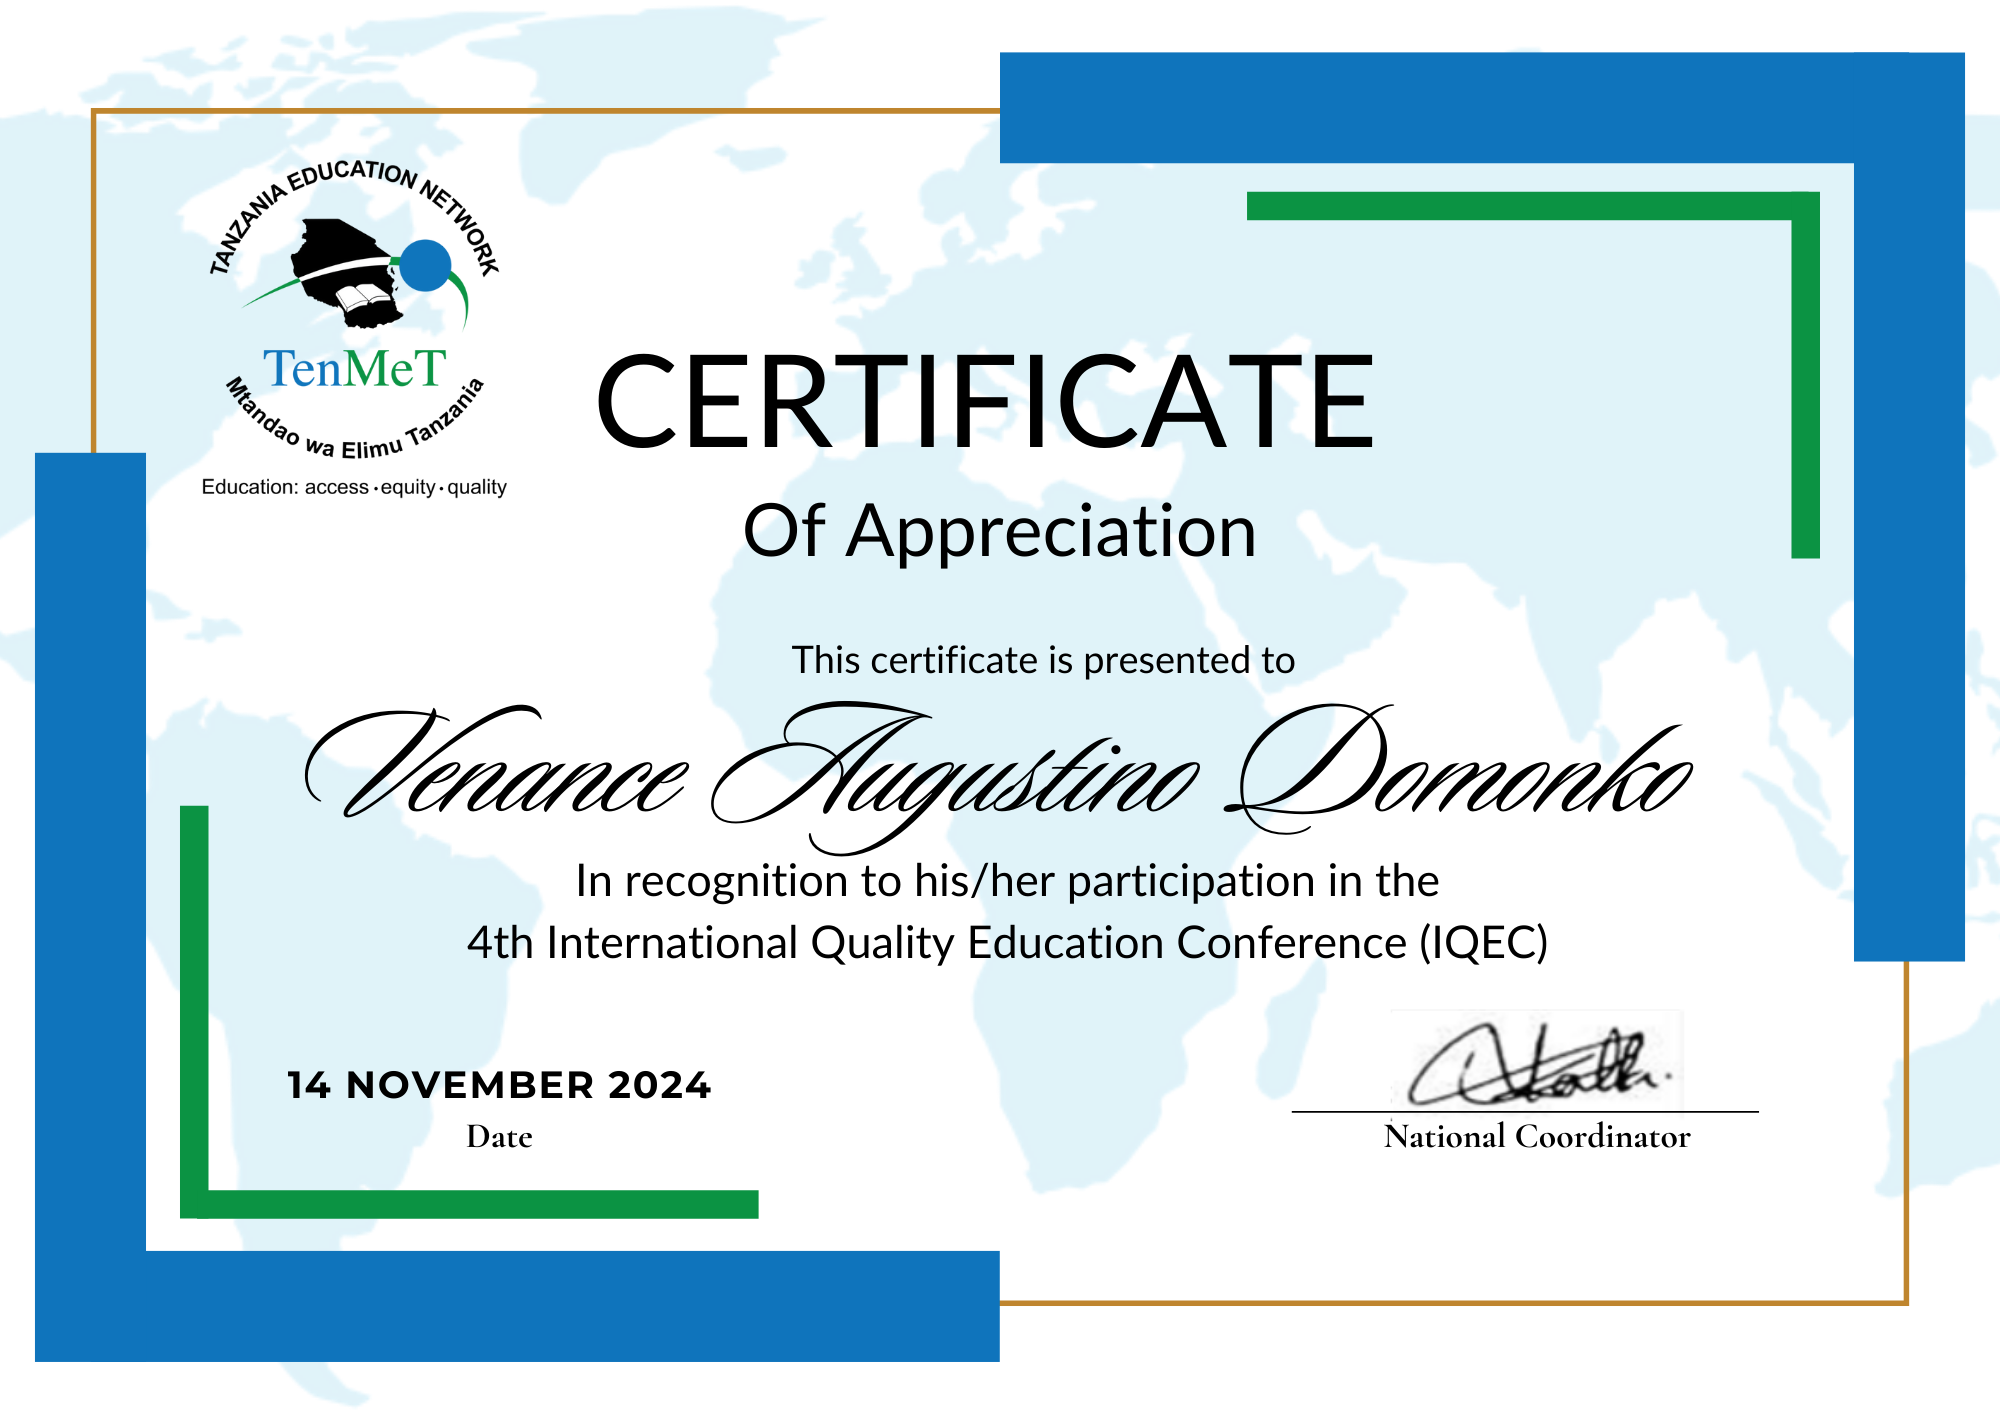 TANZANIA EDUCATION NETWORK
TenMeT
Mtandao wa Elimu Tanzania
Education: access • equity • quality
CERTIFICATE
Of Appreciation
This certificate is presented to
Venance Augustino Domonko
In recognition to his/her participation in the
4th International Quality Education Conference (IQEC)
14 NOVEMBER 2024
Date
National Coordinator